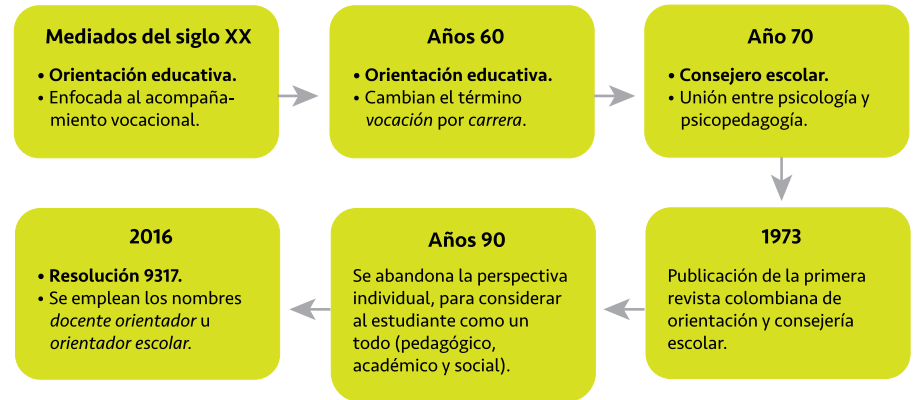 Mediados del siglo XX
• Orientación educativa.
• Enfocada al acompaña-
miento vocacional.
Años 60
• Orientación educativa.
• Cambian el término
vocación por carrera.
Año 70
• Consejero escolar.
• Unión entre psicología y
psicopedagogía.
1973
Publicación de la primera
revista colombiana de
orientación y consejería
escolar.
Años 90
Se abandona la perspectiva
individual, para considerar
al estudiante como un
todo (pedagógico,
académico y social).
2016
• Resolución 9317.
• Se emplean los nombres
docente orientador u
orientador escolar.